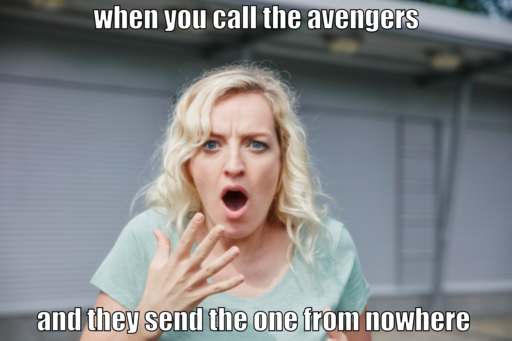 when you call the avengers
and they send the one from nowhere